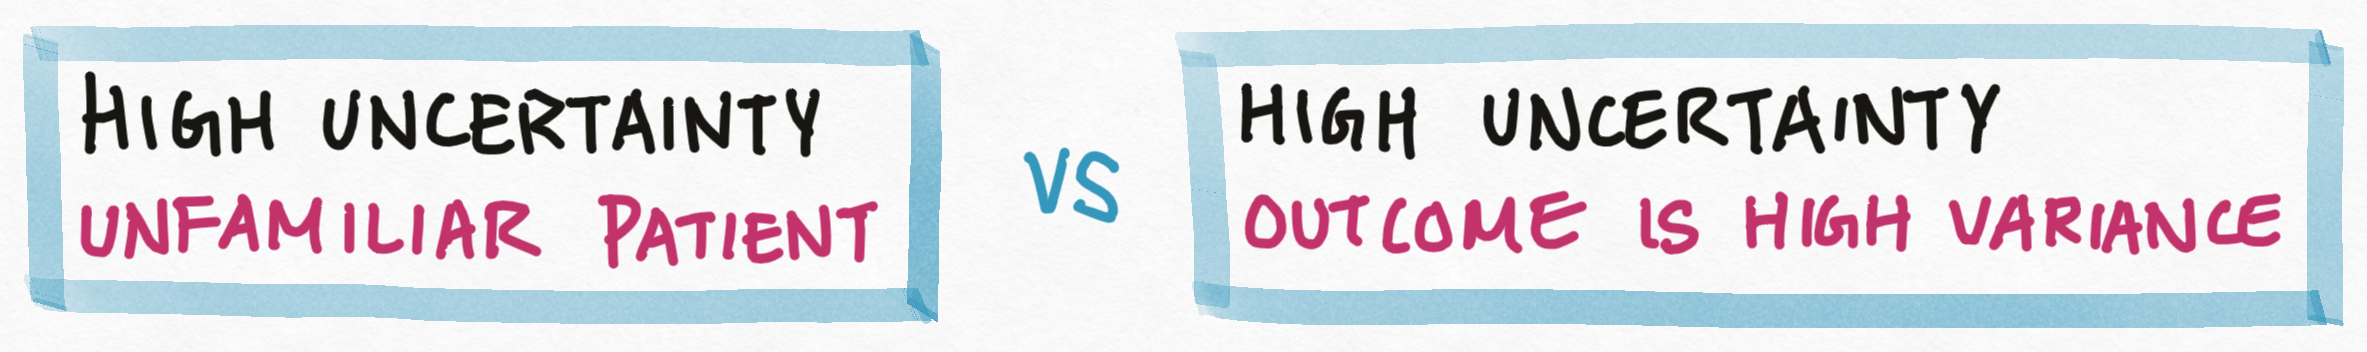 HIGH UNCERTAINTY
UNFAMILIAR PATIENT
VS
HIGH UNCERTAINTY
OUTCOME IS HIGH VARIANCE